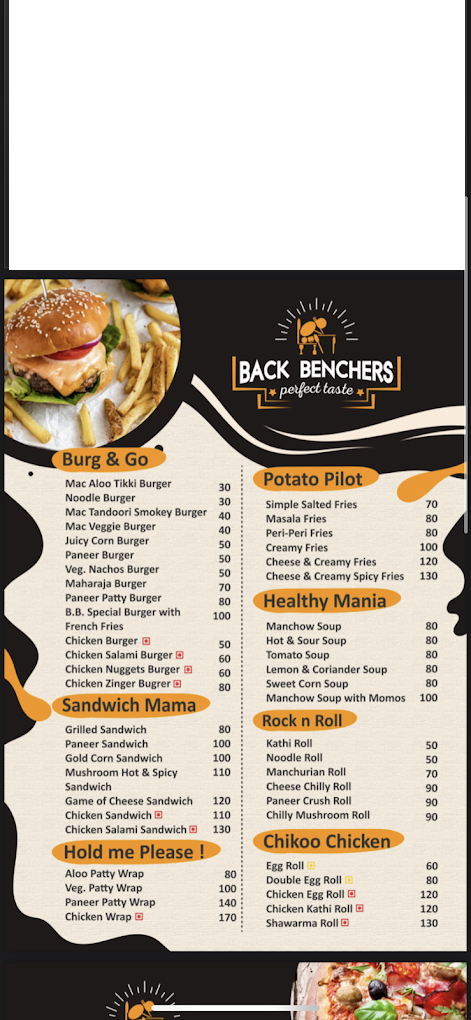 BACK BENCHERS
perfect taste
Burg & Go
Mac Aloo Tikki Burger 30
Noodle Burger 30
Mac Tandoori Smokey Burger 40
Mac Veggie Burger 40
Juicy Corn Burger 50
Paneer Burger 50
Veg. Nachos Burger 50
Maharaja Burger 70
Paneer Patty Burger 80
B.B. Special Burger with 100
French Fries
Chicken Burger 50
Chicken Salami Burger 60
Chicken Nuggets Burger 60
Chicken Zinger Bugrer 80
Sandwich Mama
Grilled Sandwich 80
Paneer Sandwich 100
Gold Corn Sandwich 100
Mushroom Hot & Spicy 110
Sandwich
Game of Cheese Sandwich 120
Chicken Sandwich 110
Chicken Salami Sandwich 130
Hold me Please !
Aloo Patty Wrap 80
Veg. Patty Wrap 100
Paneer Patty Wrap 140
Chicken Wrap 170
Potato Pilot
Simple Salted Fries 70
Masala Fries 80
Peri-Peri Fries 80
Creamy Fries 100
Cheese & Creamy Fries 120
Cheese & Creamy Spicy Fries 130
Healthy Mania
Manchow Soup 80
Hot & Sour Soup 80
Tomato Soup 80
Lemon & Coriander Soup 80
Sweet Corn Soup 80
Manchow Soup with Momos 100
Rock n Roll
Kathi Roll 50
Noodle Roll 50
Manchurian Roll 70
Cheese Chilly Roll 90
Paneer Crush Roll 90
Chilly Mushroom Roll 90
Chikoo Chicken
Egg Roll 60
Double Egg Roll 80
Chicken Egg Roll 120
Chicken Kathi Roll 120
Shawarma Roll 130